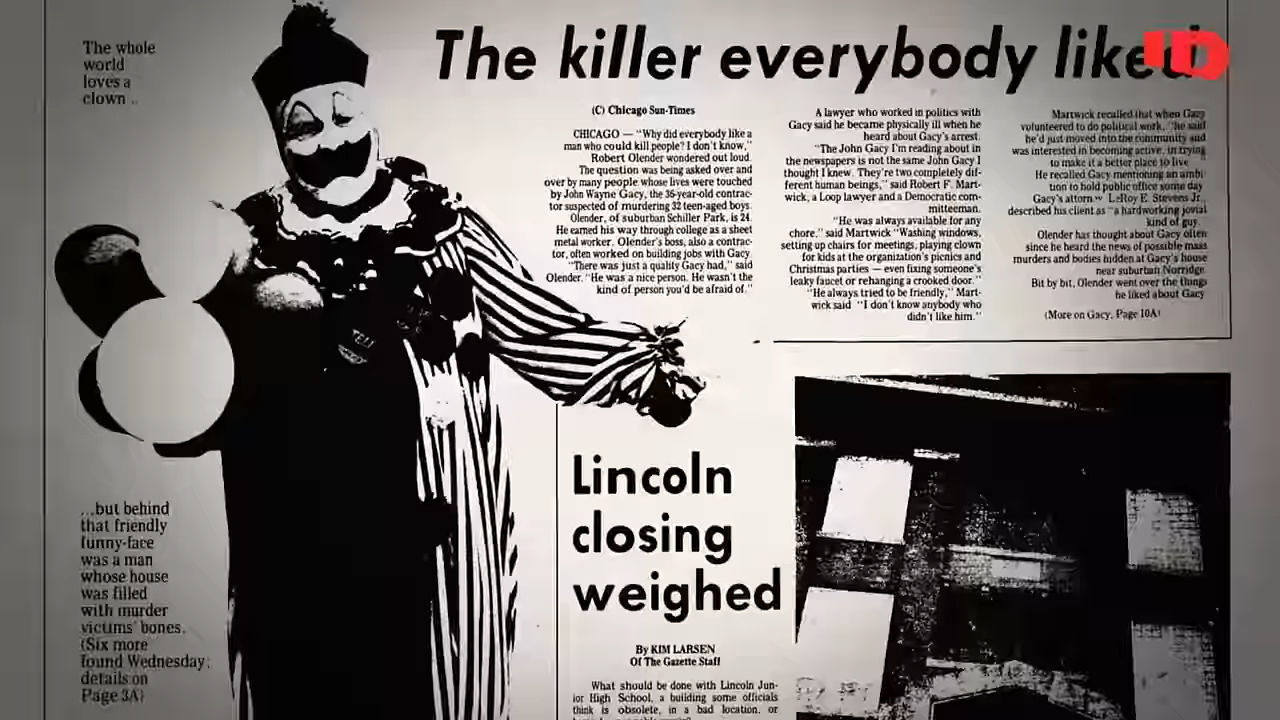 The killer everybody liked
ID
The whole
world
loves a
clown ..
...but behind
that friendly
funny-face
was a man
whose house
was filled
with murder
victims' bones.
(Six more
found Wednesday;
details on
Page 3A)
(C) Chicago Sun-Times
CHICAGO — "Why did everybody like a
man who could kill people? I don't know,"
Robert Olender wondered out loud.
The question was being asked over and
over by many people whose lives were touched
by John Wayne Gacy, the 36-year-old contrac-
tor suspected of murdering 32 teen-aged boys.
Olender, of suburban Schiller Park, is 24.
He earned his way through college as a sheet
metal worker. Olender's boss, also a contrac-
tor, often worked on building jobs with Gacy.
"There was just a quality Gacy had," said
Olender. "He was a nice person. He wasn't the
kind of person you'd be afraid of."
A lawyer who worked in politics with
Gacy said he became physically ill when he
heard about Gacy's arrest.
"The John Gacy I'm reading about in
the newspapers is not the same John Gacy I
thought I knew. They're two completely dif-
ferent human beings," said Robert F. Mart-
wick, a Loop lawyer and a Democratic com-
mitteeman.
"He was always available for any
chore," said Martwick "Washing windows,
setting up chairs for meetings, playing clown
for kids at the organization's picnics and
Christmas parties — even fixing someone's
leaky faucet or rehanging a crooked door."
"He always tried to be friendly," Mart-
wick said "I don't know anybody who
didn't like him."
Martwick recalled that when Gacy
volunteered to do political work, "he said
he'd just moved into the community and
was interested in becoming active, in trying
to make it a better place to live
He recalled Gacy mentioning an ambi-
tion to hold public office some day
Gacy's attorney LeRoy E. Stevens Jr.,
described his client as "a hardworking jovial
kind of guy.
Olender has thought about Gacy often
since he heard the news of possible mass
murders and bodies hidden at Gacy's house
near suburban Norridge.
Bit by bit, Olender went over the things
he liked about Gacy
(More on Gacy, Page 10A)
Lincoln
closing
weighed
By KIM LARSEN
Of The Gazette Staff
What should be done with Lincoln Jun-
ior High School, a building some officials
think is obsolete, in a bad location, or